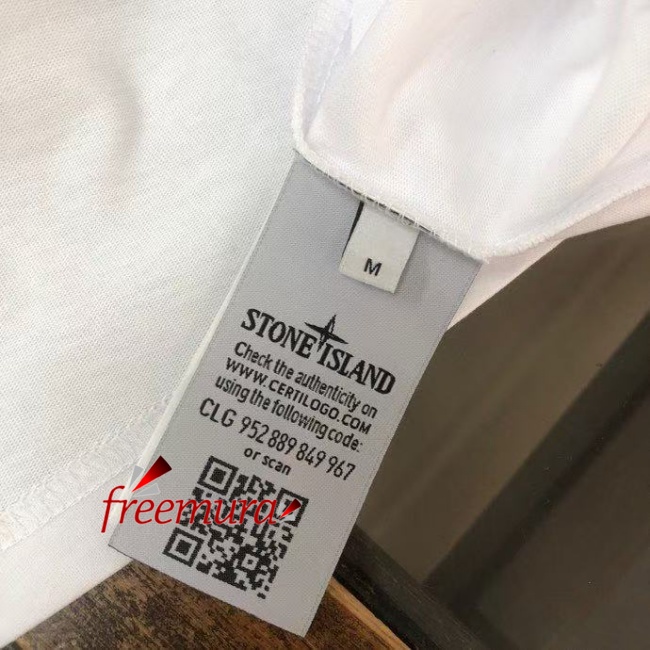 M
STONE ISLAND
Check the authenticity on
WWW.CERTILOGO.COM
using the following code:
CLG 952 889 849 967
or scan
freemura